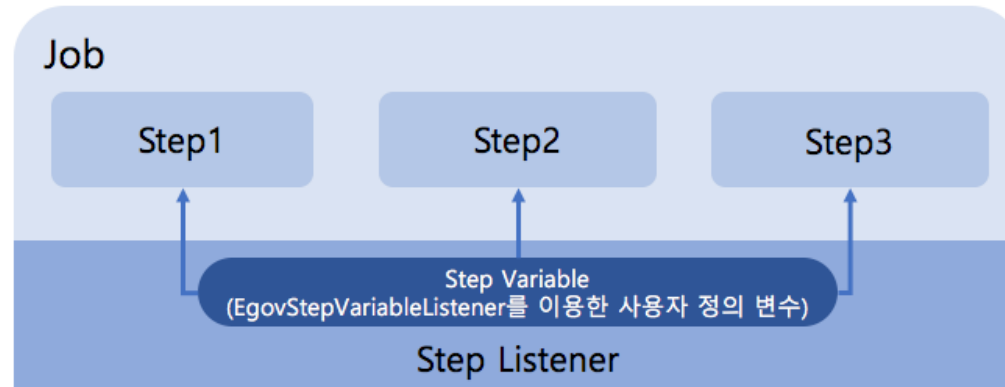 Job
Step1
Step2
Step3
Step Variable
(EgovStepVariableListener를 이용한 사용자 정의 변수)
Step Listener